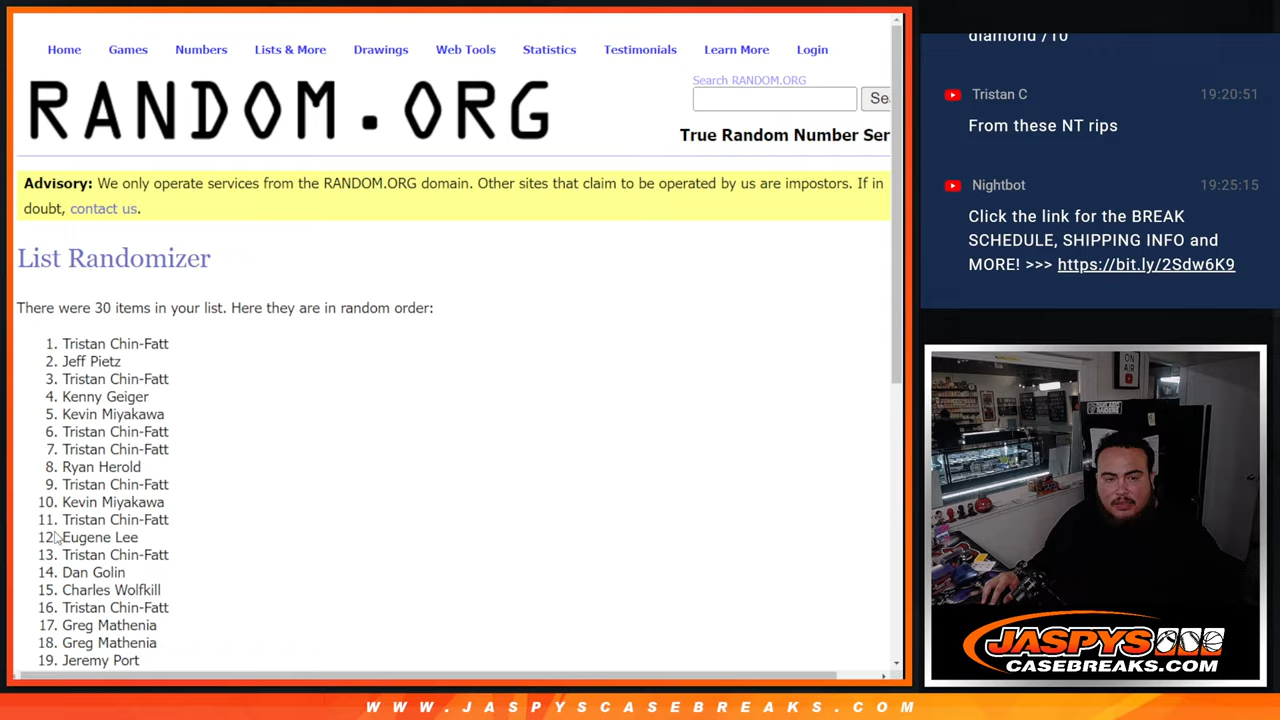 Home Games Numbers Lists & More Drawings Web Tools Statistics Testimonials Learn More Login
RANDOM.ORG
Search RANDOM.ORG
True Random Number Ser
Advisory: We only operate services from the RANDOM.ORG domain. Other sites that claim to be operated by us are impostors. If in
doubt, contact us.
List Randomizer
There were 30 items in your list. Here they are in random order:
1. Tristan Chin-Fatt
2. Jeff Pietz
3. Tristan Chin-Fatt
4. Kenny Geiger
5. Kevin Miyakawa
6. Tristan Chin-Fatt
7. Tristan Chin-Fatt
8. Ryan Herold
9. Tristan Chin-Fatt
10. Kevin Miyakawa
11. Tristan Chin-Fatt
12. Eugene Lee
13. Tristan Chin-Fatt
14. Dan Golin
15. Charles Wolfkill
16. Tristan Chin-Fatt
17. Greg Mathenia
18. Greg Mathenia
19. Jeremy Port
diamond /10
Tristan C 19:20:51
From these NT rips
Nightbot 19:25:15
Click the link for the BREAK
SCHEDULE, SHIPPING INFO and
MORE! >>> https://bit.ly/2Sdw6K9
ON
AIR
JASPYS
CASEBREAKS.COM
WWW.JASPYSCASEBREAKS.COM